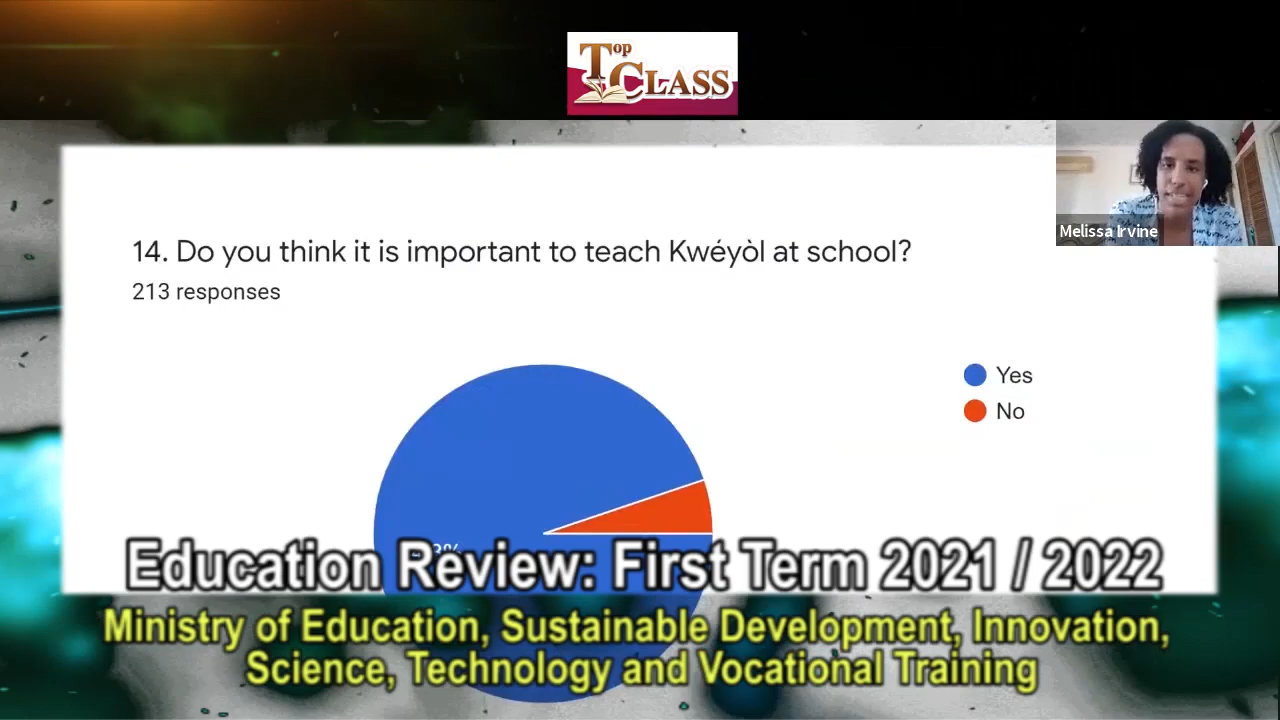 Top
Class
Melissa Irvine
14. Do you think it is important to teach Kwéyòl at school?
213 responses
Yes
No
Education Review: First Term 2021 / 2022
Ministry of Education, Sustainable Development, Innovation,
Science, Technology and Vocational Training